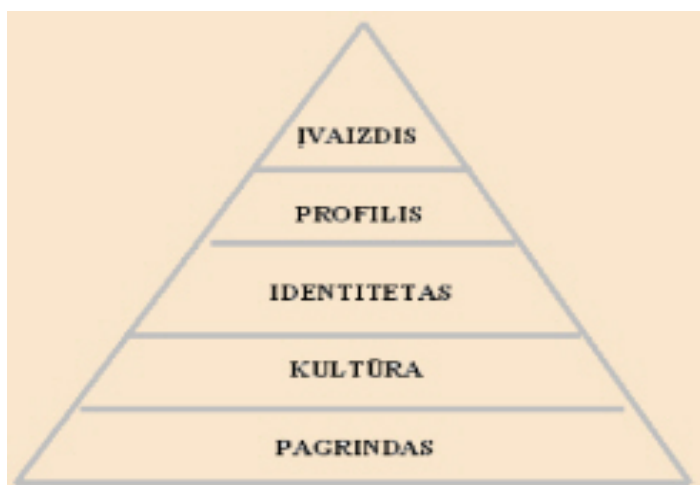 ĮVAIZDIS
PROFILIS
IDENTITETAS
KULTŪRA
PAGRINDAS